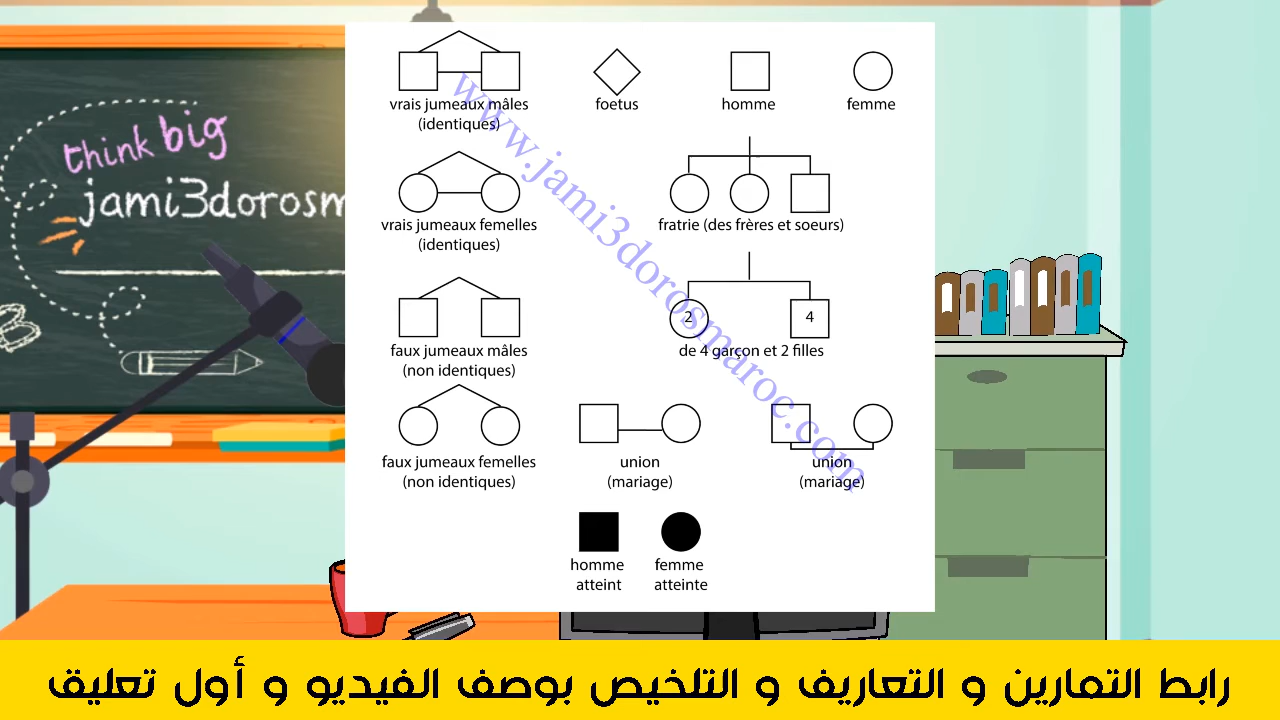 think big
jami3dorosm
www.jami3dorosmaroc.com
vrais jumeaux mâles
(identiques)
foetus
homme
femme
vrais jumeaux femelles
(identiques)
fratrie (des frères et soeurs)
2
4
faux jumeaux mâles
(non identiques)
de 4 garçon et 2 filles
faux jumeaux femelles
(non identiques)
union
(mariage)
union
(mariage)
homme
atteint
femme
atteinte
رابط التمارين و التعاريف و التلخيص بوصف الفيديو و أول تعليق